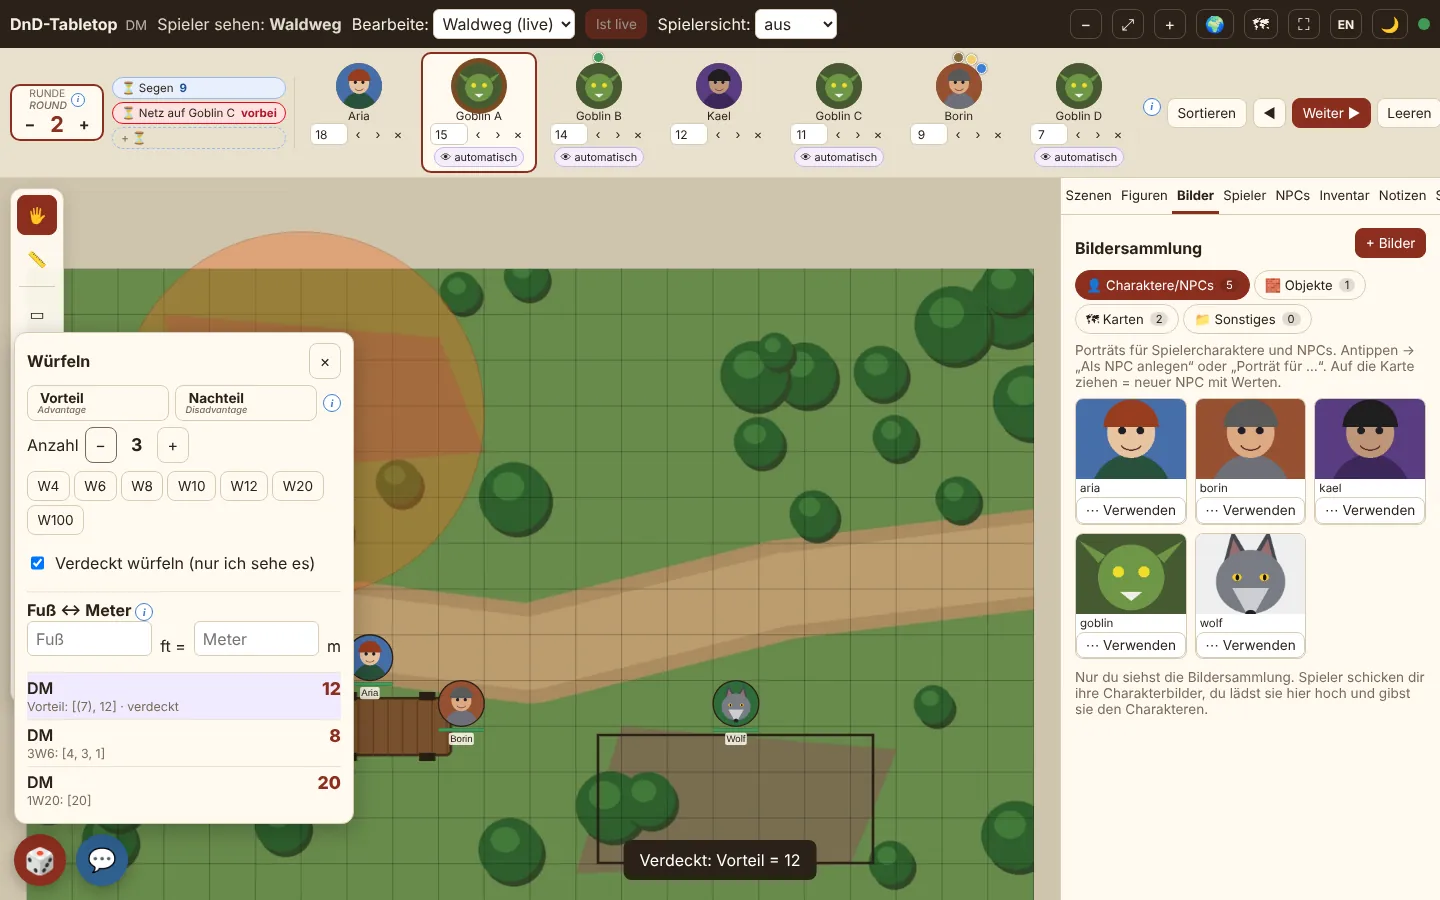 DnD-Tabletop DM Spieler sehen: Waldweg Bearbeite: Waldweg (live) Ist live Spielersicht: aus − + EN
RUNDE
ROUND i
− 2 +
Segen 9
Netz auf Goblin C vorbei
+
Aria
18 ‹ › ×
Goblin A
15 ‹ › ×
automatisch
Goblin B
14 ‹ › ×
automatisch
Kael
12 ‹ › ×
Goblin C
11 ‹ › ×
automatisch
Borin
9 ‹ › ×
Goblin D
7 ‹ › ×
automatisch
i Sortieren ◀ Weiter ▶ Leeren
Szenen Figuren Bilder Spieler NPCs Inventar Notizen S
Bildersammlung + Bilder
Charaktere/NPCs 5 Objekte 1
Karten 2 Sonstiges 0
Porträts für Spielercharaktere und NPCs. Antippen →
„Als NPC anlegen“ oder „Porträt für ...“. Auf die Karte
ziehen = neuer NPC mit Werten.
aria borin kael
··· Verwenden ··· Verwenden ··· Verwenden
goblin wolf
··· Verwenden ··· Verwenden
Nur du siehst die Bildersammlung. Spieler schicken dir
ihre Charakterbilder, du lädst sie hier hoch und gibst
sie den Charakteren.
Würfeln ×
Vorteil Nachteil i
Advantage Disadvantage
Anzahl − 3 +
W4 W6 W8 W10 W12 W20
W100
Verdeckt würfeln (nur ich sehe es)
Fuß ↔ Meter i
Fuß ft = Meter m
DM 12
Vorteil: [(7), 12] · verdeckt
DM 8
3W6: [4, 3, 1]
DM 20
1W20: [20]
Aria
Borin
Wolf
Verdeckt: Vorteil = 12